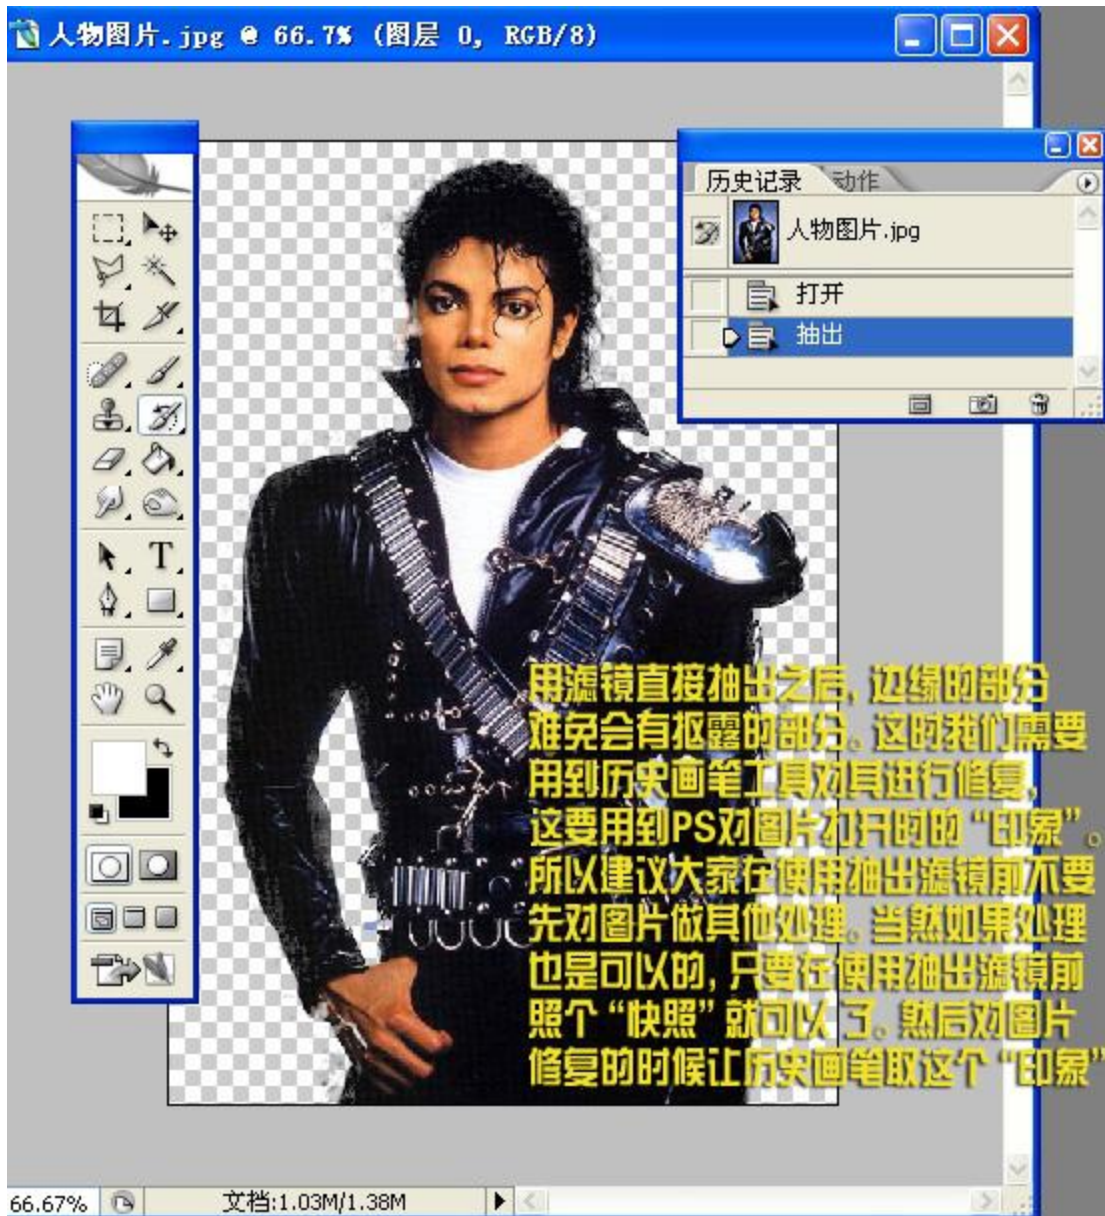 人物图片.jpg @ 66.7% (图层 0, RGB/8)
历史记录 动作
人物图片.jpg
打开
抽出
T
用滤镜直接抽出之后, 边缘的部分
难免会有抠露的部分。这时我们需要
用到历史画笔工具对其进行修复,
这要用到PS对图片打开时的“印象”。
所以建议大家在使用抽出滤镜前不要
先对图片做其他处理。当然如果处理
也是可以的, 只要在使用抽出滤镜前
照个“快照”就可以了。然后对图片
修复的时候让历史画笔取这个“印象”
66.67% 文档:1.03M/1.38M